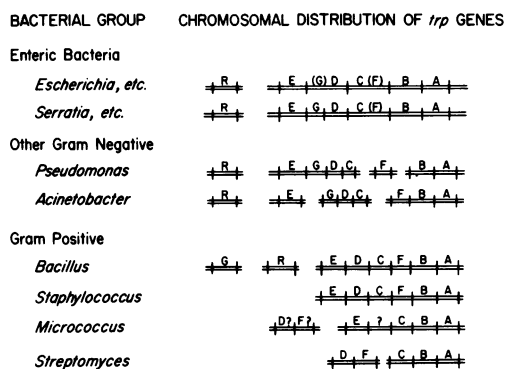 BACTERIAL GROUP CHROMOSOMAL DISTRIBUTION OF trp GENES
Enteric Bacteria
Escherichia, etc. R E (G) D C (F) B A
Serratia, etc. R E G D C (F) B A
Other Gram Negative
Pseudomonas R E G D C F B A
Acinetobacter R E G D C F B A
Gram Positive
Bacillus G R E D C F B A
Staphylococcus E D C F B A
Micrococcus D? F? E ? C B A
Streptomyces D F C B A